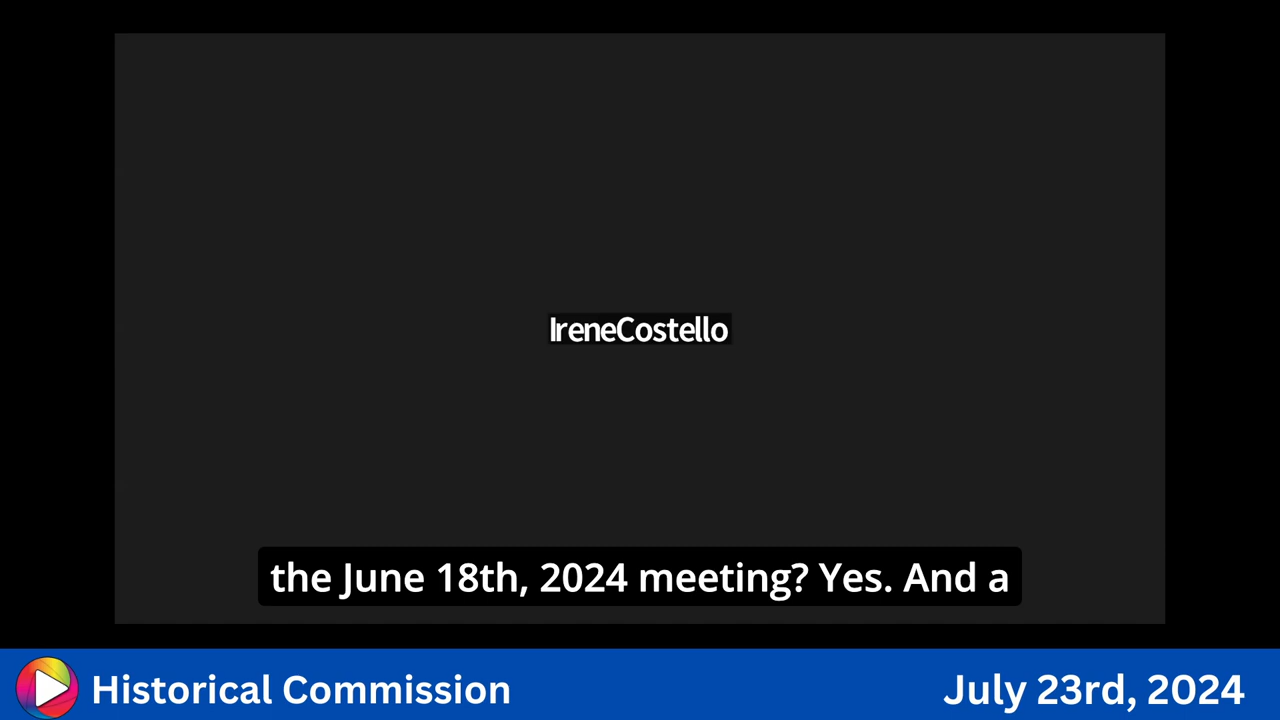 IreneCostello
the June 18th, 2024 meeting? Yes. And a
Historical Commission
July 23rd, 2024